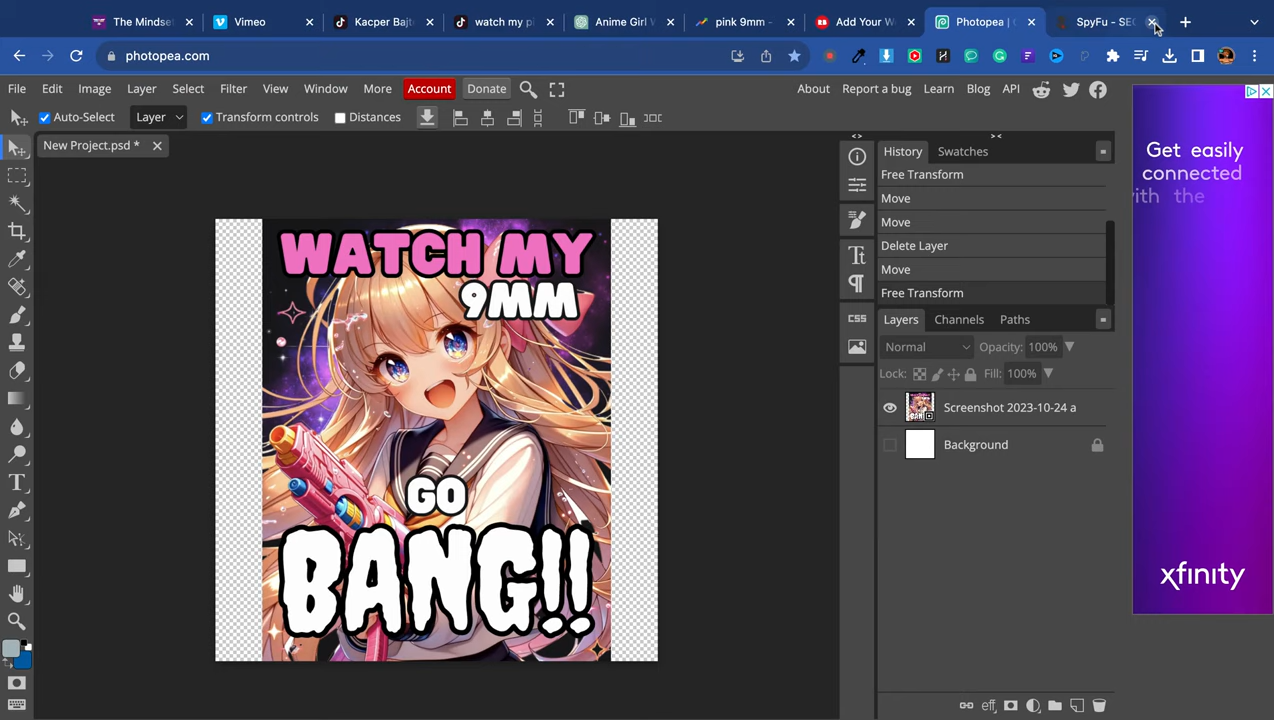 The Mindset
Vimeo
Kacper Bajt
watch my pi
Anime Girl W
pink 9mm -
Add Your W
Photopea |
SpyFu - SEO
photopea.com
File Edit Image Layer Select Filter View Window More Account Donate
About Report a bug Learn Blog API
Auto-Select Layer Transform controls Distances
New Project.psd *
History Swatches
Free Transform
Move
Move
Delete Layer
Move
Free Transform
Layers Channels Paths
Normal Opacity: 100%
Lock: Fill: 100%
Screenshot 2023-10-24 a
Background
CSS
eff
WATCH MY
9MM
GO
BANG!!
Get easily
connected
with the
xfinity